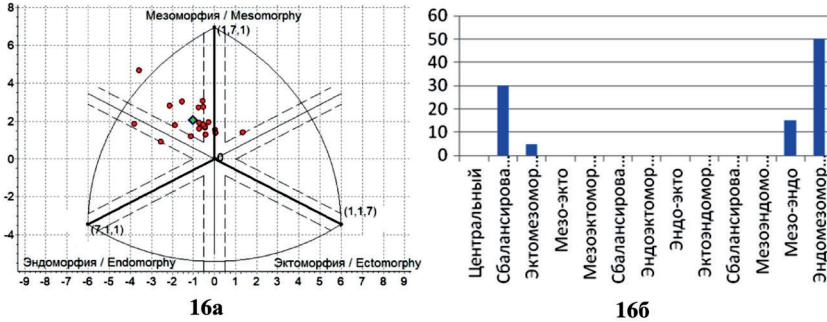 8
6
4
2
0
-2
-4
Мезоморфия / Mesomorphy
(1,7,1)
0
(7,1,1)
(1,1,7)
Эндоморфия / Endomorphy
Эктоморфия / Ectomorphy
-9 -8 -7 -6 -5 -4 -3 -2 -1 0 1 2 3 4 5 6 7 8 9
16а
60
50
40
30
20
10
0
Центральный
Сбалансирова...
Эктомезомор...
Мезо-экто
Мезоэктомор...
Сбалансирова...
Эндоэктомор...
Эндо-экто
Эктоэндомор...
Сбалансирова...
Мезоэндомо...
Мезо-ендо
Эндомезомор...
16б